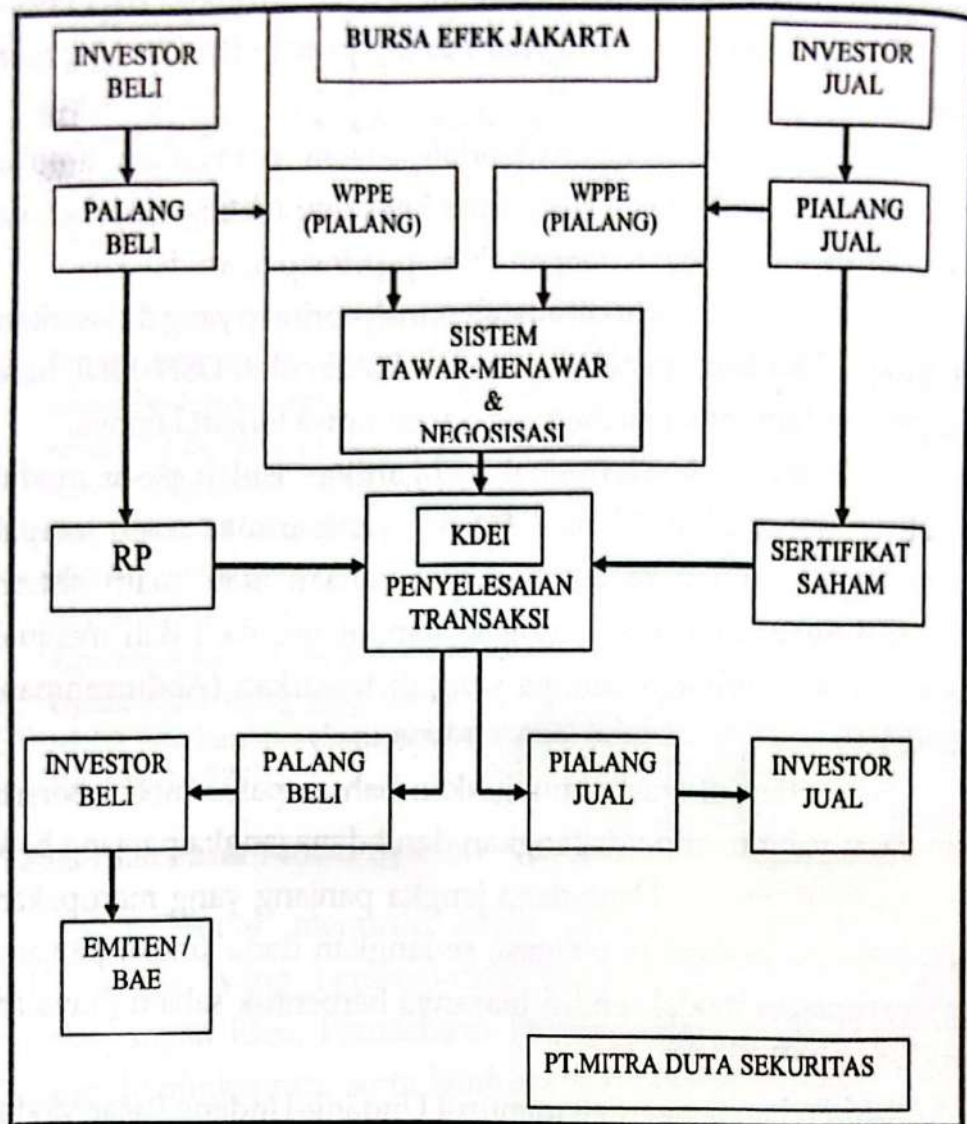 INVESTOR
BELI
BURSA EFEK JAKARTA
INVESTOR
JUAL
PALANG
BELI
WPPE
(PIALANG)
WPPE
(PIALANG)
PIALANG
JUAL
SISTEM
TAWAR-MENAWAR
&
NEGOSISASI
RP
KDEI
PENYELESAIAN
TRANSAKSI
SERTIFIKAT
SAHAM
INVESTOR
BELI
PALANG
BELI
PIALANG
JUAL
INVESTOR
JUAL
EMITEN/
BAE
PT.MITRA DUTA SEKURITAS